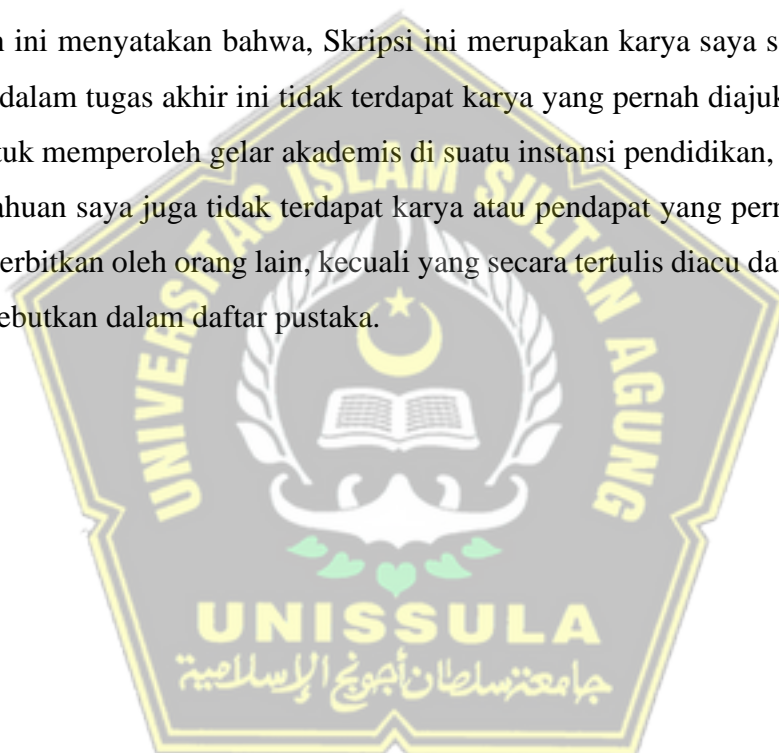 n ini menyatakan bahwa, Skripsi ini merupakan karya saya s
dalam tugas akhir ini tidak terdapat karya yang pernah diajuk
tuk memperoleh gelar akademis di suatu instansi pendidikan,
ahuan saya juga tidak terdapat karya atau pendapat yang pern
erbitkan oleh orang lain, kecuali yang secara tertulis diacu dal
ebutkan dalam daftar pustaka.
UNIVERSITAS ISLAM SULTAN AGUNG
UNISSULA
جامعة سلطان أجونج الإسلامية